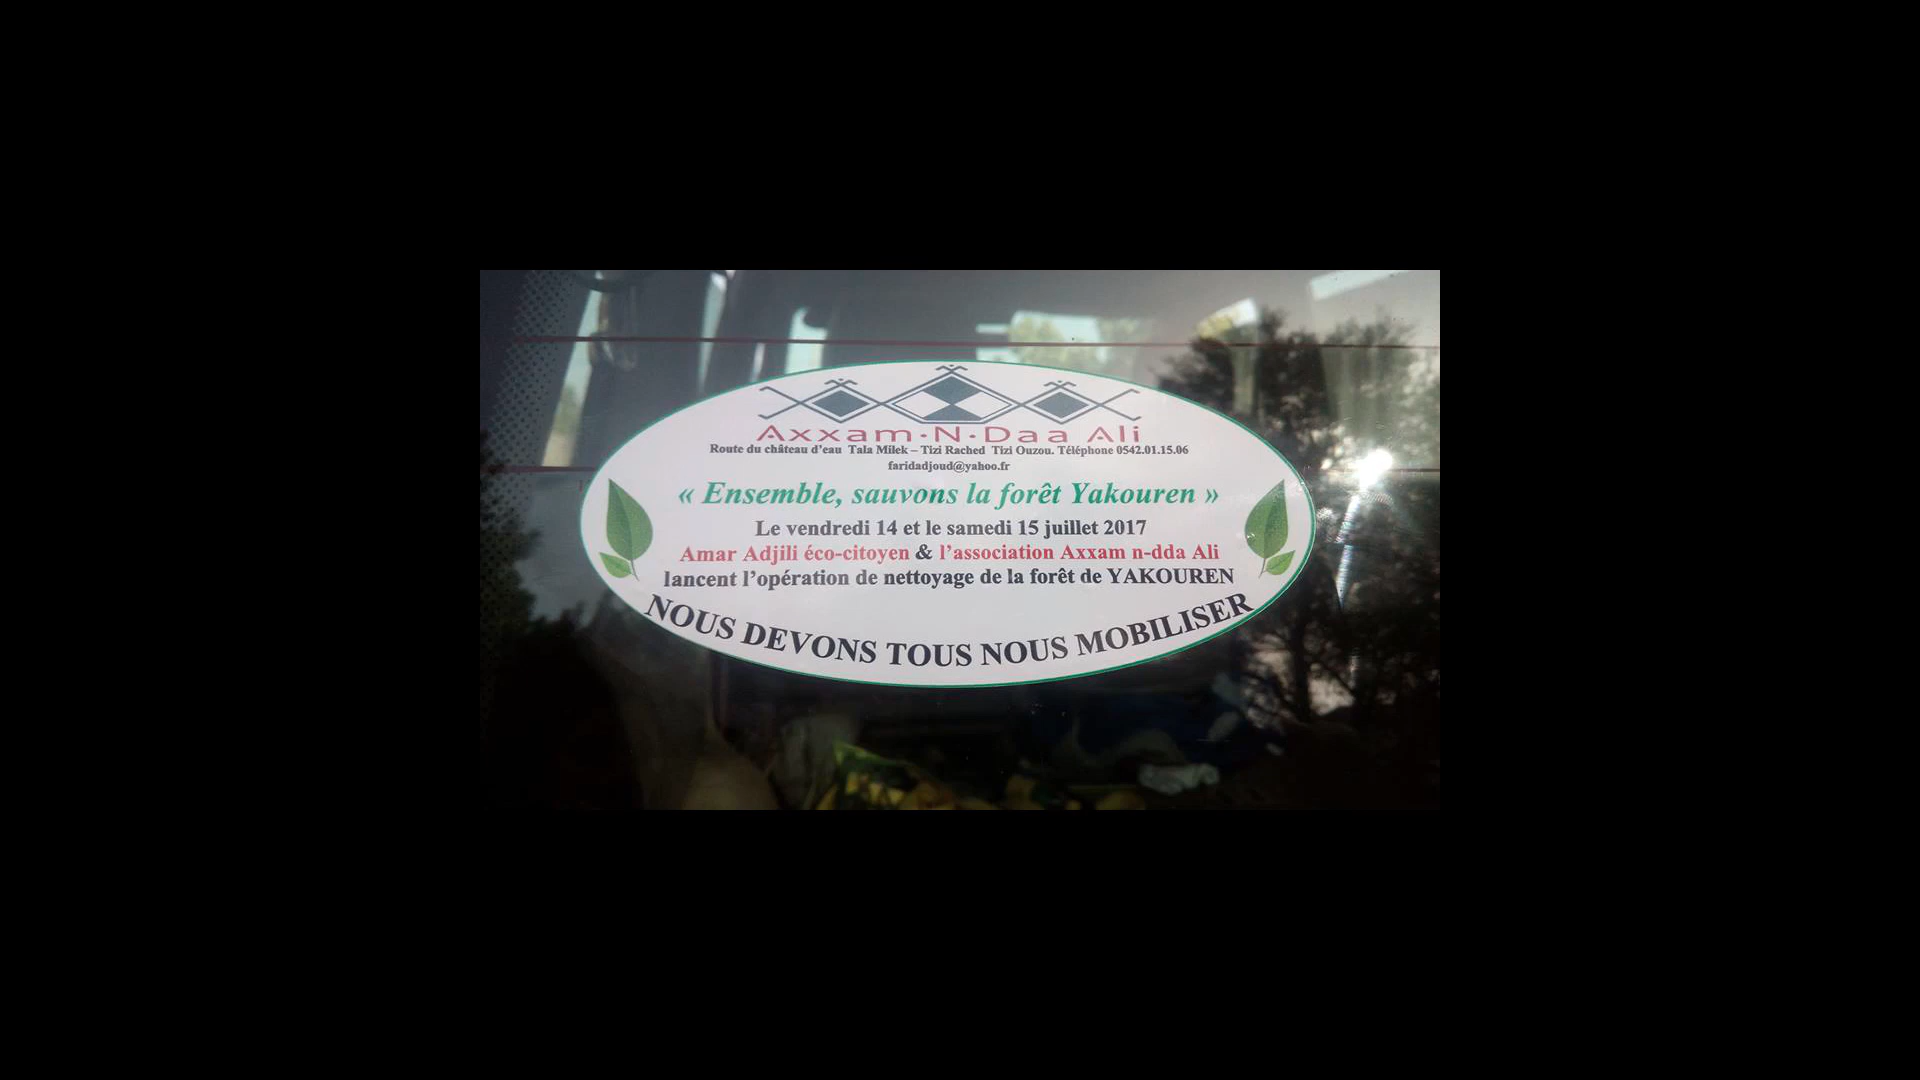 Axxam·N·Daa Ali
Route du château d'eau Tala Milek – Tizi Rached Tizi Ouzou. Téléphone 0542.01.15.06
faridadjoud@yahoo.fr
« Ensemble, sauvons la forêt Yakouren »
Le vendredi 14 et le samedi 15 juillet 2017
Amar Adjili éco-citoyen & l'association Axxam n-dda Ali
lancent l'opération de nettoyage de la forêt de YAKOUREN
NOUS DEVONS TOUS NOUS MOBILISER